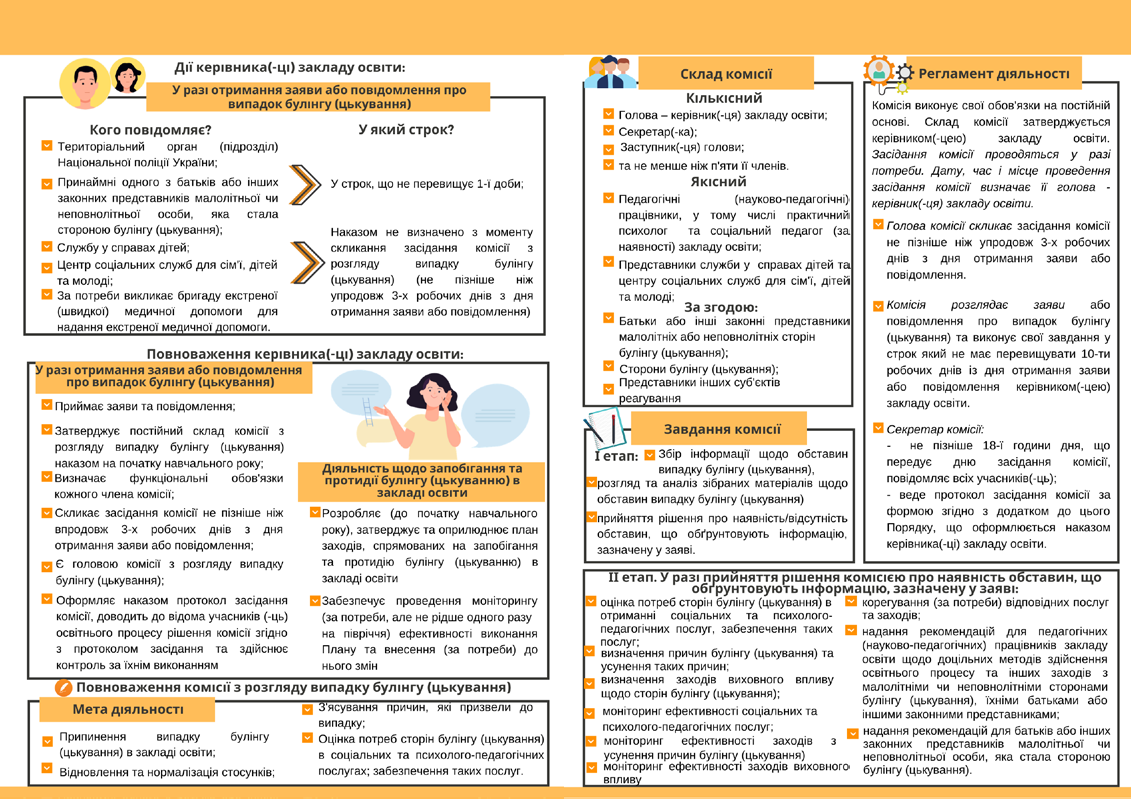 Дії керівника(-ці) закладу освіти:
У разі отримання заяви або повідомлення про
випадок булінгу (цькування)
Кого повідомляє?
Територіальний орган (підрозділ)
Національної поліції України;
Принаймні одного з батьків або інших
законних представників малолітньої чи
неповнолітньої особи, яка стала
стороною булінгу (цькування);
Службу у справах дітей;
Центр соціальних служб для сім'ї, дітей
та молоді;
За потреби викликає бригаду екстреної
(швидкої) медичної допомоги для
надання екстреної медичної допомоги.
У який строк?
У строк, що не перевищує 1-ї доби;
Наказом не визначено з моменту
скликання засідання комісії з
розгляду випадку булінгу
(цькування) (не пізніше ніж
упродовж 3-х робочих днів з дня
отримання заяви або повідомлення)
Повноваження керівника(-ці) закладу освіти:
У разі отримання заяви або повідомлення
про випадок булінгу (цькування)
Приймає заяви та повідомлення;
Затверджує постійний склад комісії з
розгляду випадку булінгу (цькування)
наказом на початку навчального року;
Визначає функціональні обов'язки
кожного члена комісії;
Скликає засідання комісії не пізніше ніж
впродовж 3-х робочих днів з дня
отримання заяви або повідомлення;
Є головою комісії з розгляду випадку
булінгу (цькування);
Оформляє наказом протокол засідання
комісії, доводить до відома учасників (-ць)
освітнього процесу рішення комісії згідно
з протоколом засідання та здійснює
контроль за їхнім виконанням
Діяльність щодо запобігання та
протидії булінгу (цькуванню) в
закладі освіти
Розробляє (до початку навчального
року), затверджує та оприлюднює план
заходів, спрямованих на запобігання
та протидію булінгу (цькуванню) в
закладі освіти
Забезпечує проведення моніторингу
(за потреби, але не рідше одного разу
на півріччя) ефективності виконання
Плану та внесення (за потреби) до
нього змін
Повноваження комісії з розгляду випадку булінгу (цькування)
Мета діяльності
Припинення випадку булінгу
(цькування) в закладі освіти;
Відновлення та нормалізація стосунків;
З'ясування причин, які призвели до
випадку;
Оцінка потреб сторін булінгу (цькування)
в соціальних та психолого-педагогічних
послугах; забезпечення таких послуг.
Склад комісії
Кількісний
Голова – керівник(-ця) закладу освіти;
Секретар(-ка);
Заступник(-ця) голови;
та не менше ніж п'яти її членів.
Якісний
Педагогічні (науково-педагогічні)
працівники, у тому числі практичний
психолог та соціальний педагог (за
наявності) закладу освіти;
Представники служби у справах дітей та
центру соціальних служб для сім'ї, дітей
та молоді;
За згодою:
Батьки або інші законні представники
малолітніх або неповнолітніх сторін
булінгу (цькування);
Сторони булінгу (цькування);
Представники інших суб'єктів
реагування
Завдання комісії
І етап:
Збір інформації щодо обставин
випадку булінгу (цькування),
розгляд та аналіз зібраних матеріалів щодо
обставин випадку булінгу (цькування)
прийняття рішення про наявність/відсутність
обставин, що обґрунтовують інформацію,
зазначену у заяві.
Регламент діяльності
Комісія виконує свої обов'язки на постійній
основі. Склад комісії затверджується
керівником(-цею) закладу освіти.
Засідання комісії проводяться у разі
потреби. Дату, час і місце проведення
засідання комісії визначає її голова -
керівник(-ця) закладу освіти.
Голова комісії скликає засідання комісії
не пізніше ніж упродовж 3-х робочих
днів з дня отримання заяви або
повідомлення.
Комісія розглядає заяви або
повідомлення про випадок булінгу
(цькування) та виконує свої завдання у
строк який не має перевищувати 10-ти
робочих днів із дня отримання заяви
або повідомлення керівником(-цею)
закладу освіти.
Секретар комісії:
- не пізніше 18-ї години дня, що
передує дню засідання комісії,
повідомляє всіх учасників(-ць);
- веде протокол засідання комісії за
формою згідно з додатком до цього
Порядку, що оформлюється наказом
керівника(-ці) закладу освіти.
ІІ етап. У разі прийняття рішення комісією про наявність обставин, що
обґрунтовують інформацію, зазначену у заяві:
оцінка потреб сторін булінгу (цькування) в
отриманні соціальних та психолого-
педагогічних послуг, забезпечення таких
послуг;
визначення причин булінгу (цькування) та
усунення таких причин;
визначення заходів виховного впливу
щодо сторін булінгу (цькування);
моніторинг ефективності соціальних та
психолого-педагогічних послуг;
моніторинг ефективності заходів з
усунення причин булінгу (цькування)
моніторинг ефективності заходів виховного
впливу
корегування (за потреби) відповідних послуг
та заходів;
надання рекомендацій для педагогічних
(науково-педагогічних) працівників закладу
освіти щодо доцільних методів здійснення
освітнього процесу та інших заходів з
малолітніми чи неповнолітніми сторонами
булінгу (цькування), їхніми батьками або
іншими законними представниками;
надання рекомендацій для батьків або інших
законних представників малолітньої чи
неповнолітньої особи, яка стала стороною
булінгу (цькування).